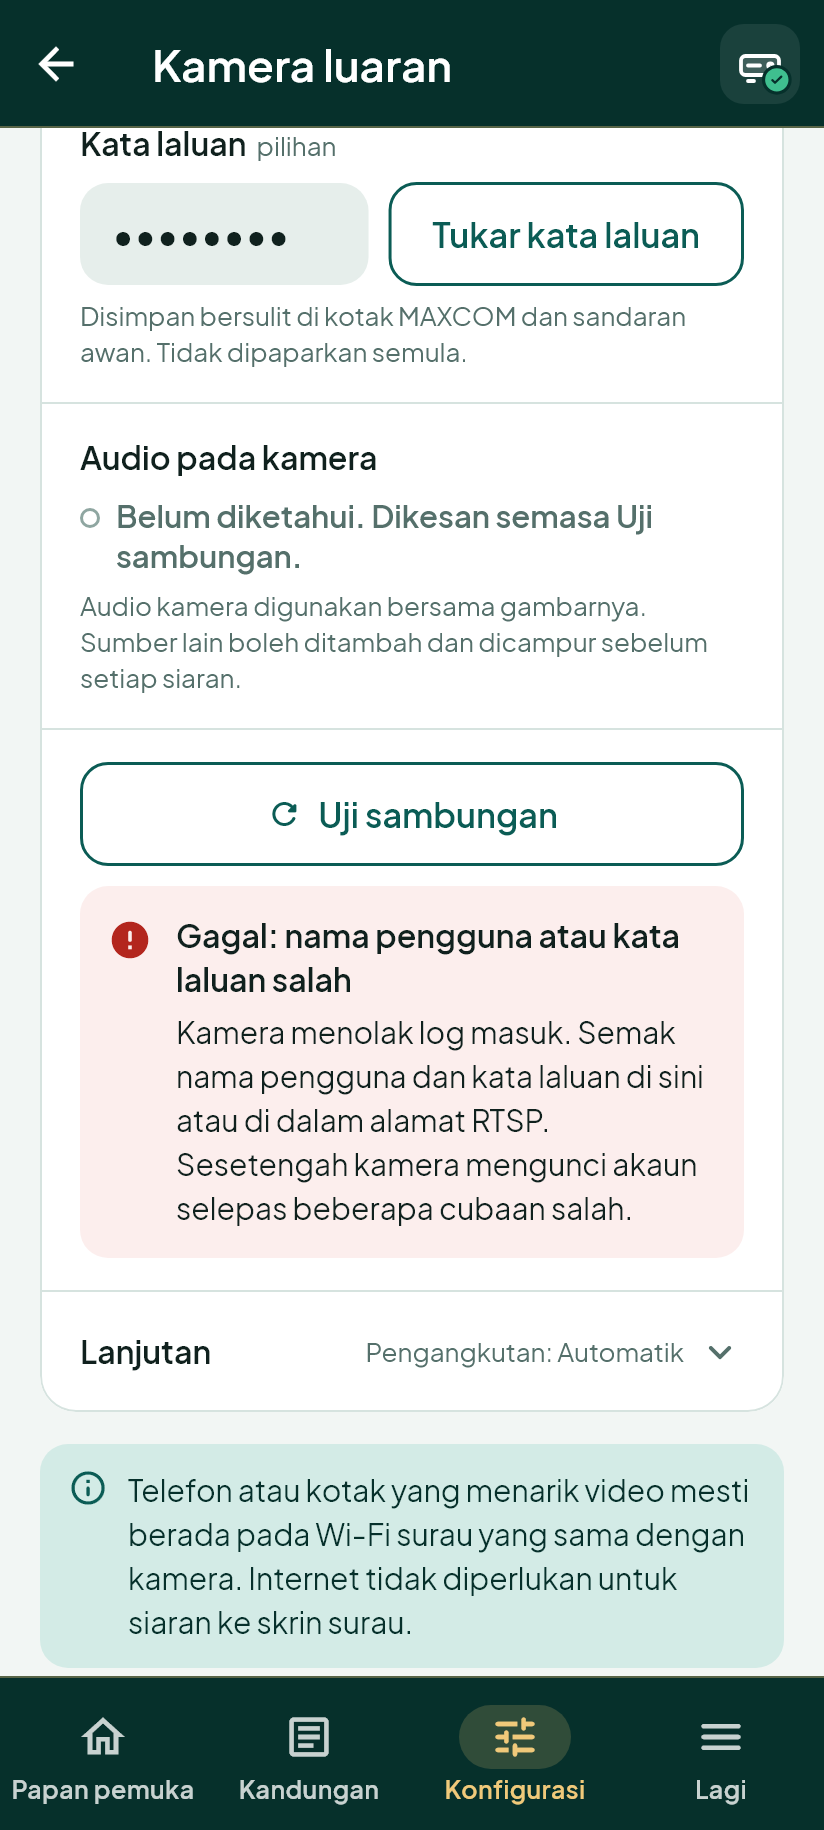 Kamera luaran
Kata laluan pilihan
●●●●●●●●
Tukar kata laluan
Disimpan bersulit di kotak MAXCOM dan sandaran
awan. Tidak dipaparkan semula.
Audio pada kamera
Belum diketahui. Dikesan semasa Uji
sambungan.
Audio kamera digunakan bersama gambarnya.
Sumber lain boleh ditambah dan dicampur sebelum
setiap siaran.
Uji sambungan
Gagal: nama pengguna atau kata
laluan salah
Kamera menolak log masuk. Semak
nama pengguna dan kata laluan di sini
atau di dalam alamat RTSP.
Sesetengah kamera mengunci akaun
selepas beberapa cubaan salah.
Lanjutan
Pengangkutan: Automatik
Telefon atau kotak yang menarik video mesti
berada pada Wi-Fi surau yang sama dengan
kamera. Internet tidak diperlukan untuk
siaran ke skrin surau.
Papan pemuka
Kandungan
Konfigurasi
Lagi